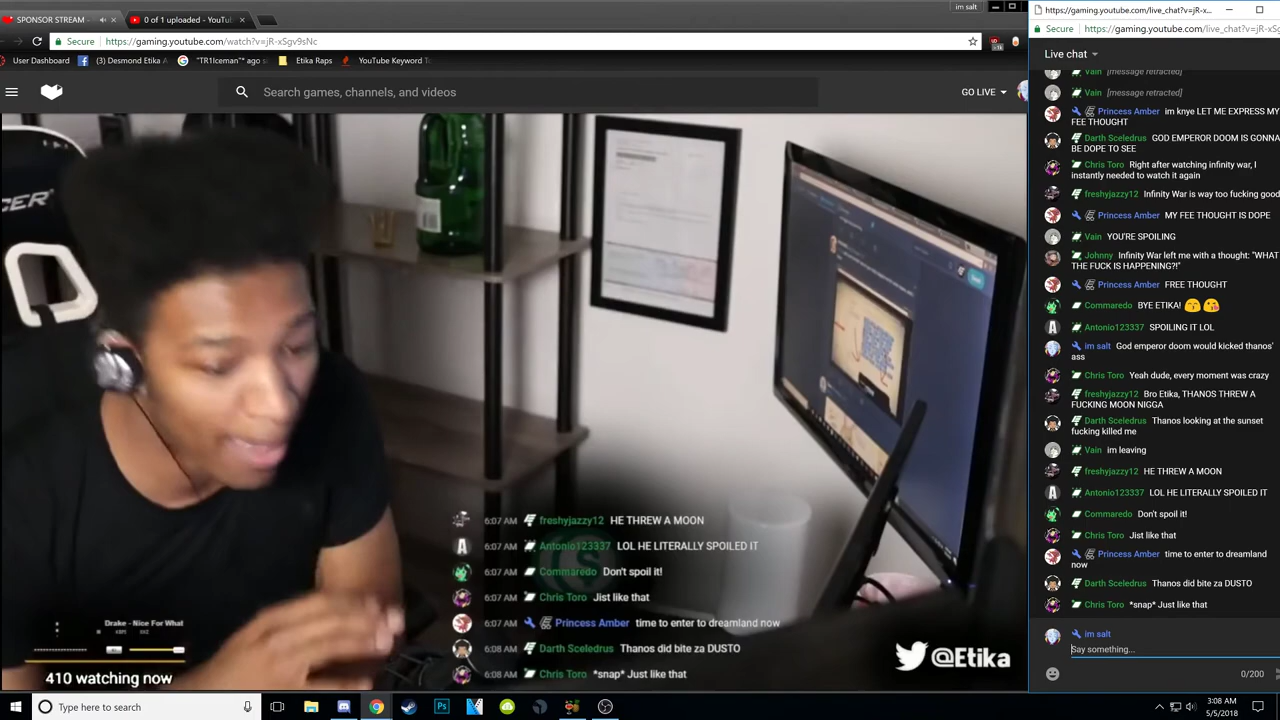 im salt
SPONSOR STREAM -
0 of 1 uploaded - YouTu
https://gaming.youtube.com/live_chat?v=jR-x...
Secure https://gaming.youtube.com/watch?v=jR-xSgv9sNc
Secure https://gaming.youtube.com/live_chat?v=jR-xSg
User Dashboard
(3) Desmond Etika A
"TR1Iceman"* ago si
Etika Raps
YouTube Keyword To
Search games, channels, and videos
GO LIVE
Live chat
Vain [message retracted]
Vain [message retracted]
Princess Amber im knye LET ME EXPRESS MY
FEE THOUGHT
Darth Sceledrus GOD EMPEROR DOOM IS GONNA
BE DOPE TO SEE
Chris Toro Right after watching infinity war, I
instantly needed to watch it again
freshyjazzy12 Infinity War is way too fucking good
Princess Amber MY FEE THOUGHT IS DOPE
Vain YOU'RE SPOILING
Johnny Infinity War left me with a thought: "WHAT
THE FUCK IS HAPPENING?!"
Princess Amber FREE THOUGHT
Commaredo BYE ETIKA!
Antonio123337 SPOILING IT LOL
im salt God emperor doom would kicked thanos'
ass
Chris Toro Yeah dude, every moment was crazy
freshyjazzy12 Bro Etika, THANOS THREW A
FUCKING MOON NIGGA
Darth Sceledrus Thanos looking at the sunset
fucking killed me
Vain im leaving
freshyjazzy12 HE THREW A MOON
Antonio123337 LOL HE LITERALLY SPOILED IT
Commaredo Don't spoil it!
Chris Toro Jist like that
Princess Amber time to enter to dreamland
now
Darth Sceledrus Thanos did bite za DUSTO
Chris Toro *snap* Just like that
im salt
Say something...
0/200
CER
6:07 AM freshyjazzy12 HE THREW A MOON
6:07 AM Antonio123337 LOL HE LITERALLY SPOILED IT
6:07 AM Commaredo Don't spoil it!
6:07 AM Chris Toro Jist like that
6:07 AM Princess Amber time to enter to dreamland now
6:08 AM Darth Sceledrus Thanos did bite za DUSTO
6:08 AM Chris Toro *snap* Just like that
Drake - Nice For What
410 watching now
@Etika
Type here to search
Ps
3:08 AM
5/5/2018